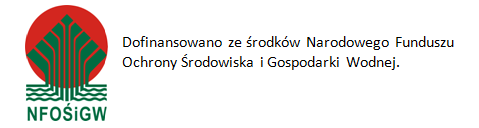 Dofinansowano ze środków Narodowego Funduszu
Ochrony Środowiska i Gospodarki Wodnej.
NFOŚiGW